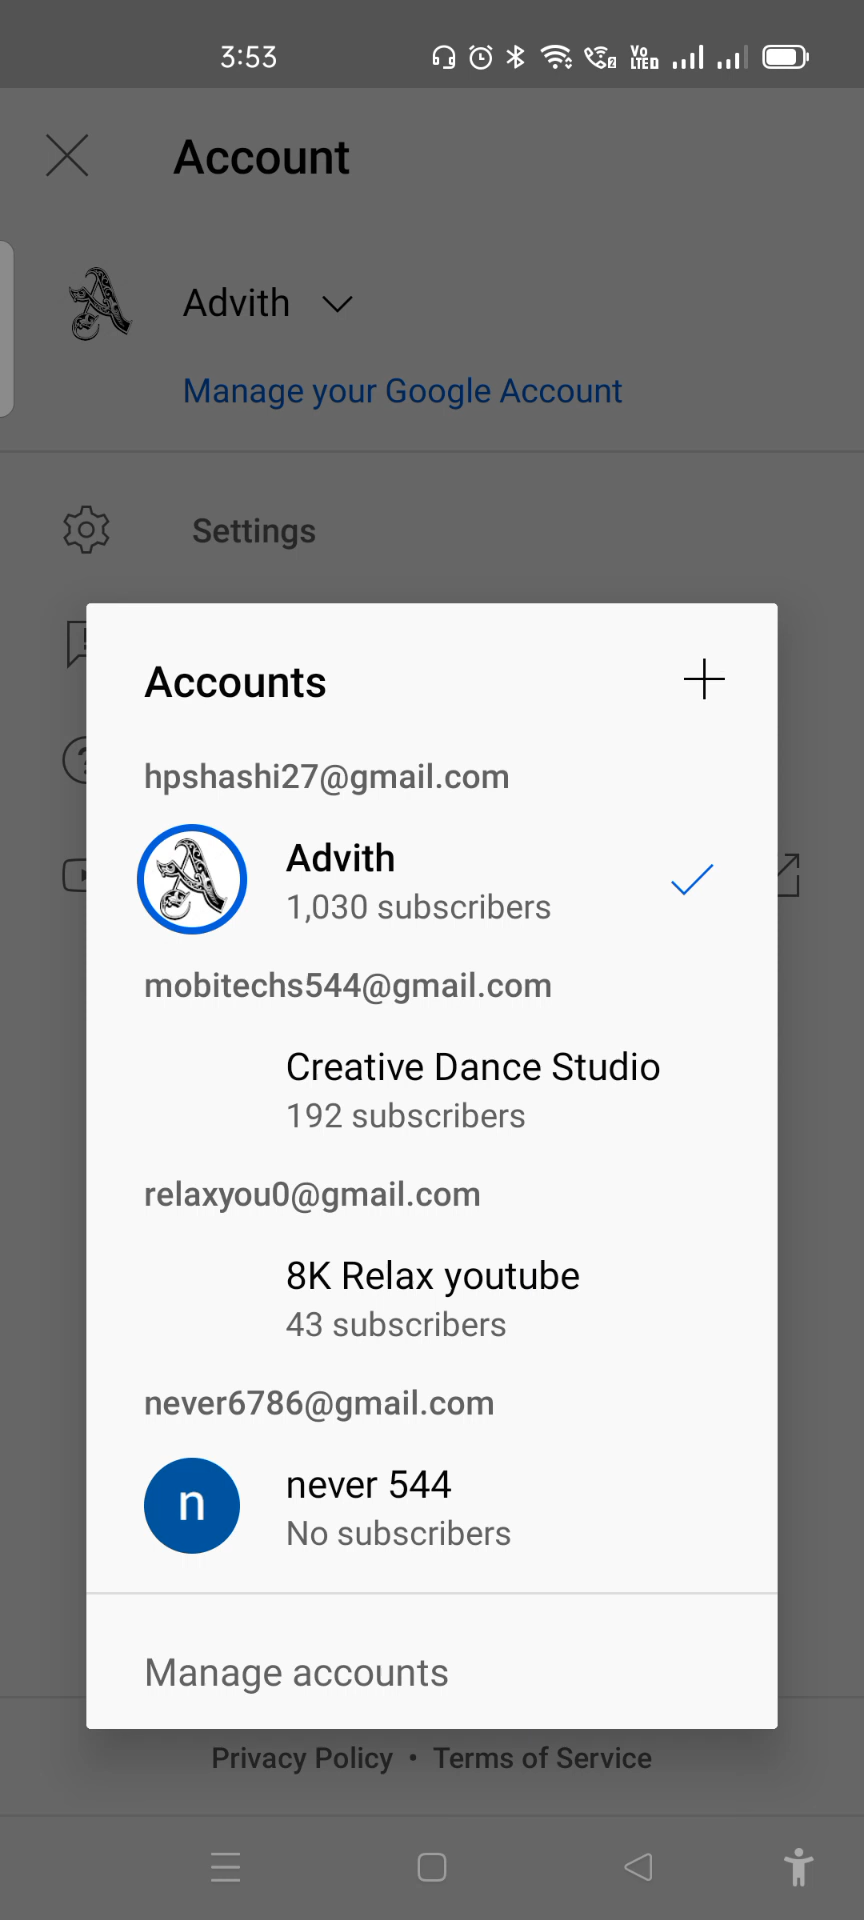 3:53
Vo
LTE
Account
Advith
Manage your Google Account
Settings
Accounts
hpshashi27@gmail.com
Advith
1,030 subscribers
mobitechs544@gmail.com
Creative Dance Studio
192 subscribers
relaxyou0@gmail.com
8K Relax youtube
43 subscribers
never6786@gmail.com
n
never 544
No subscribers
Manage accounts
Privacy Policy • Terms of Service